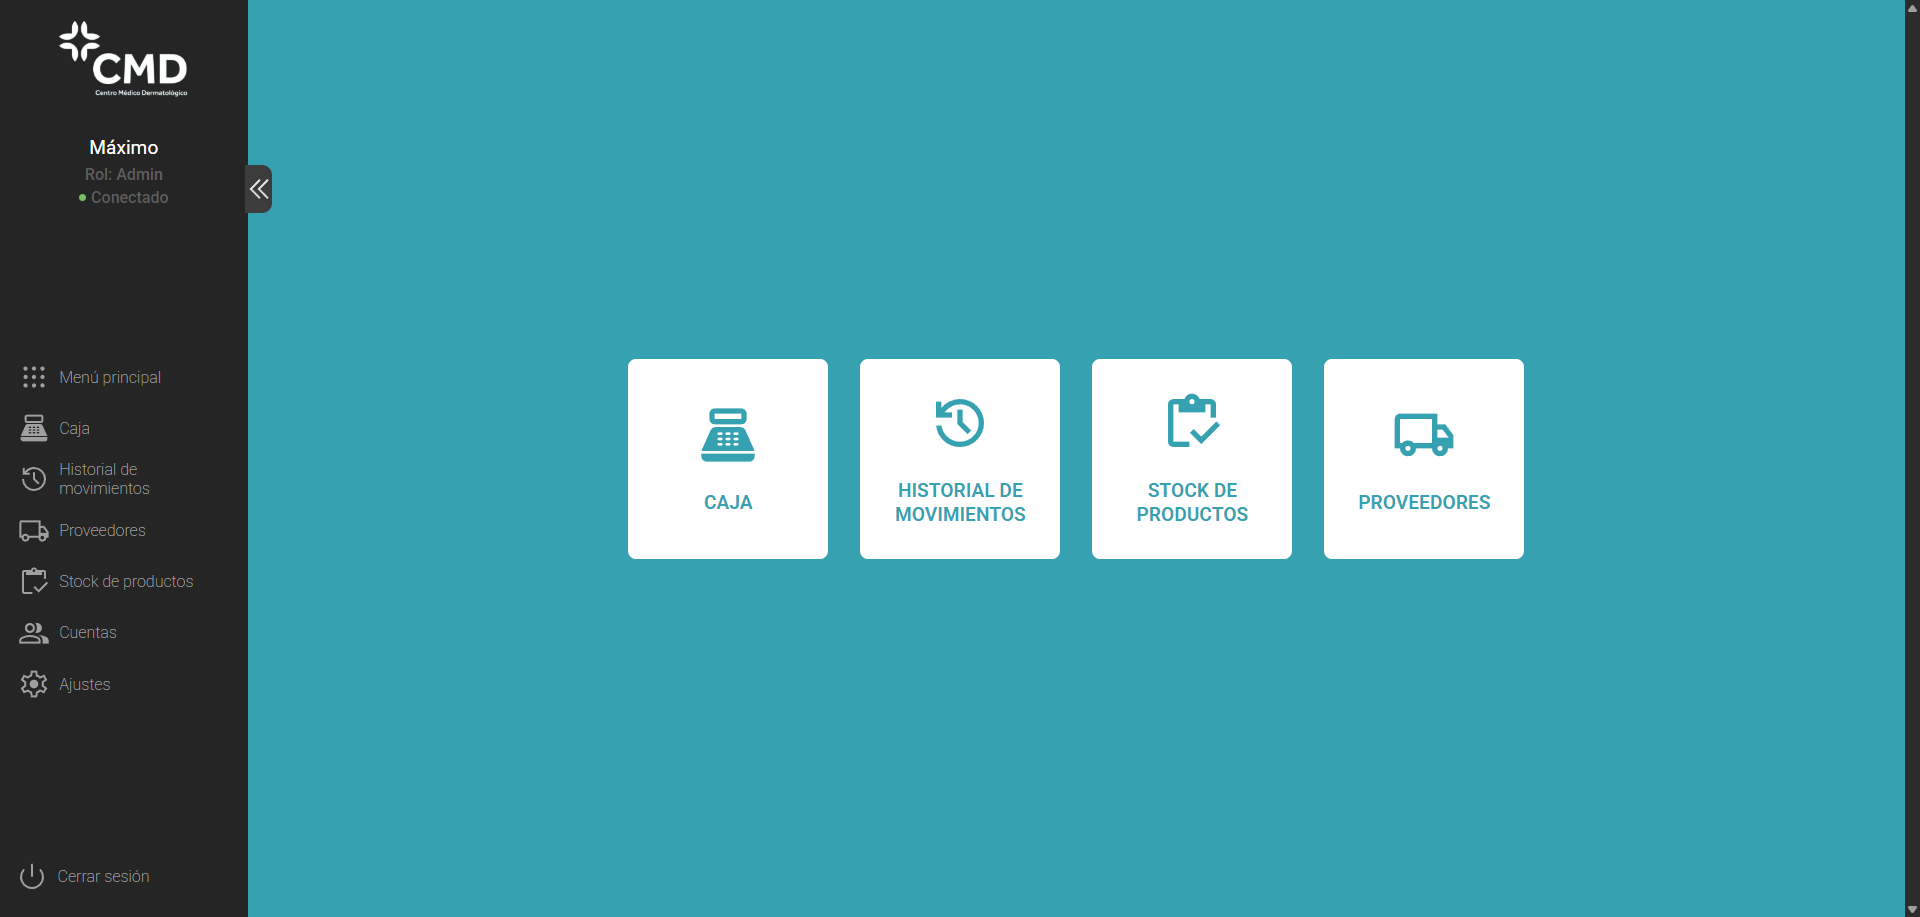 CMD
Centro Médico Dermatológico
Máximo
Rol: Admin
Conectado
Menú principal
Caja
Historial de
movimientos
Proveedores
Stock de productos
Cuentas
Ajustes
Cerrar sesión
CAJA
HISTORIAL DE
MOVIMIENTOS
STOCK DE
PRODUCTOS
PROVEEDORES